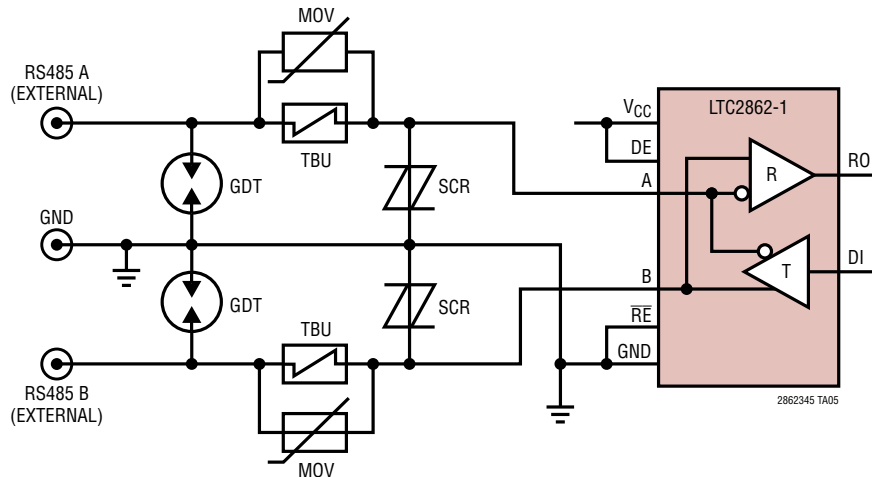 MOV
RS485 A
(EXTERNAL)
TBU
GDT
SCR
GND
GDT
SCR
TBU
RS485 B
(EXTERNAL)
MOV
VCC
LTC2862-1
DE
A
R
RO
T
DI
B
RE
GND
2862345 TA05